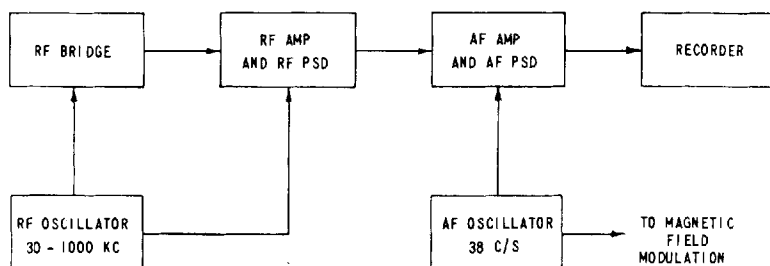 RF BRIDGE
RF AMP
AND RF PSD
AF AMP
AND AF PSD
RECORDER
RF OSCILLATOR
30 - 1000 KC
AF OSCILLATOR
38 C/S
TO MAGNETIC
FIELD
MODULATION